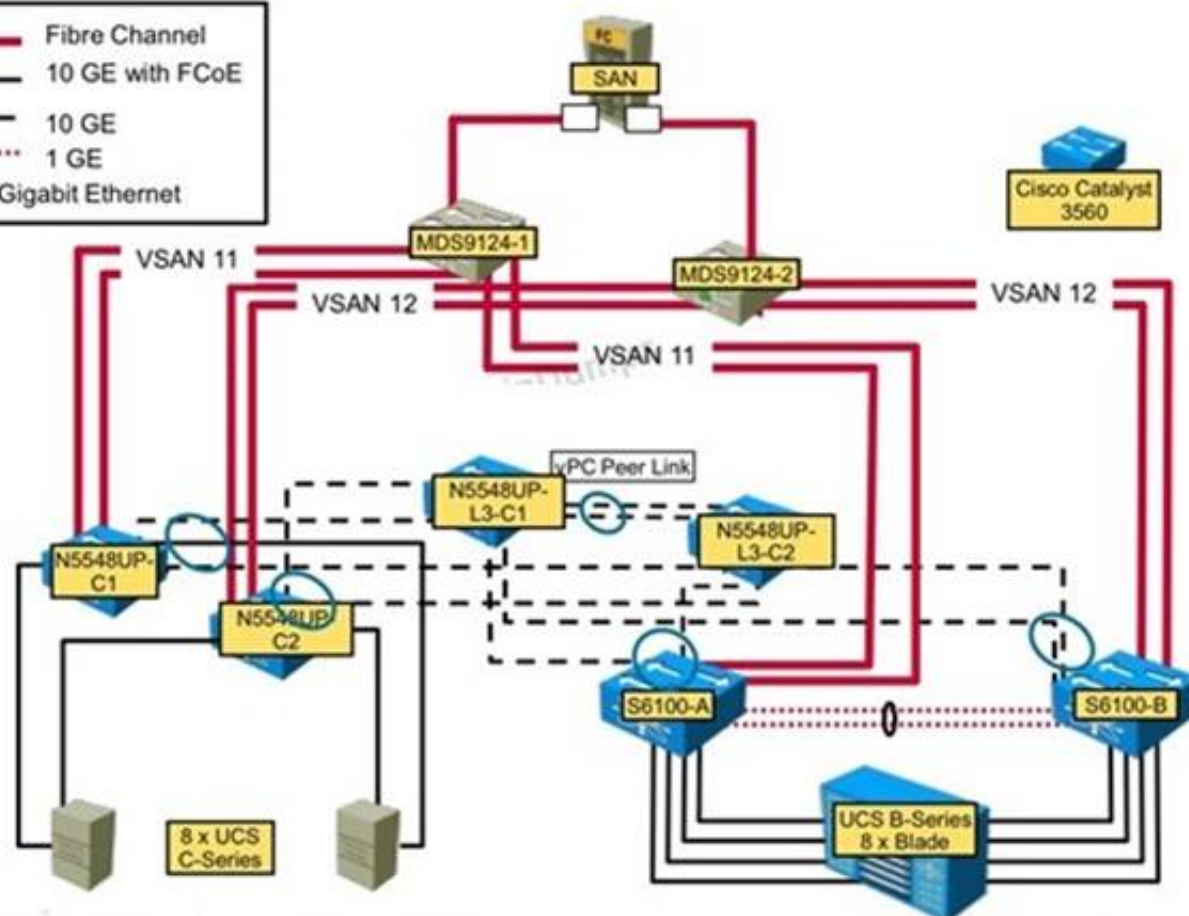 Fibre Channel
10 GE with FCoE
10 GE
1 GE
Gigabit Ethernet
FC
SAN
Cisco Catalyst
3560
MDS9124-1
MDS9124-2
VSAN 11
VSAN 12
VSAN 12
VSAN 11
vPC Peer Link
N5548UP-
L3-C1
N5548UP-
L3-C2
N5548UP-
C1
N5548UP
C2
S6100-A
S6100-B
8 x UCS
C-Series
UCS B-Series
8 x Blade